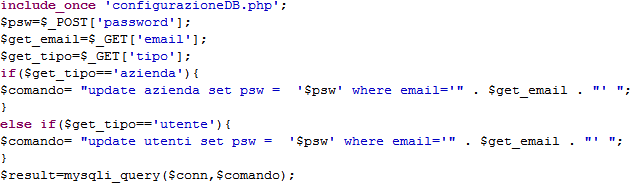 include_once 'configurazioneDB.php';
$psw=$_POST['password'];
$get_email=$_GET['email'];
$get_tipo=$_GET['tipo'];
if($get_tipo=='azienda'){
$comando= "update azienda set psw =  '$psw' where email='" . $get_email . "' ";
}
else if($get_tipo=='utente'){
$comando= "update utenti set psw =  '$psw' where email='" . $get_email . "' ";
}
$result=mysqli_query($conn,$comando);